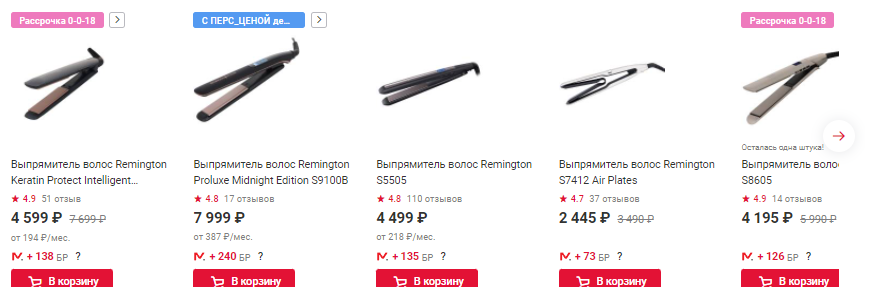 Рассрочка 0-0-18
Выпрямитель волос Remington
Keratin Protect Intelligent...
4.9 51 отзыв
4 599 ₽ 7 699 ₽
от 194 ₽/мес.
+ 138 БР ?
В корзину
С ПЕРС_ЦЕНОЙ де...
Выпрямитель волос Remington
Proluxe Midnight Edition S9100B
4.8 17 отзывов
7 999 ₽
от 387 ₽/мес.
+ 240 БР ?
В корзину
Выпрямитель волос Remington
S5505
4.8 110 отзывов
4 499 ₽
от 218 ₽/мес.
+ 135 БР ?
В корзину
Выпрямитель волос Remington
S7412 Air Plates
4.7 37 отзывов
2 445 ₽ 3 490 ₽
+ 73 БР ?
В корзину
Рассрочка 0-0-18
Осталась одна штука!
Выпрямитель воло
S8605
4.9 14 отзывов
4 195 ₽ 5 990 ₽
+ 126 БР ?
В корзину